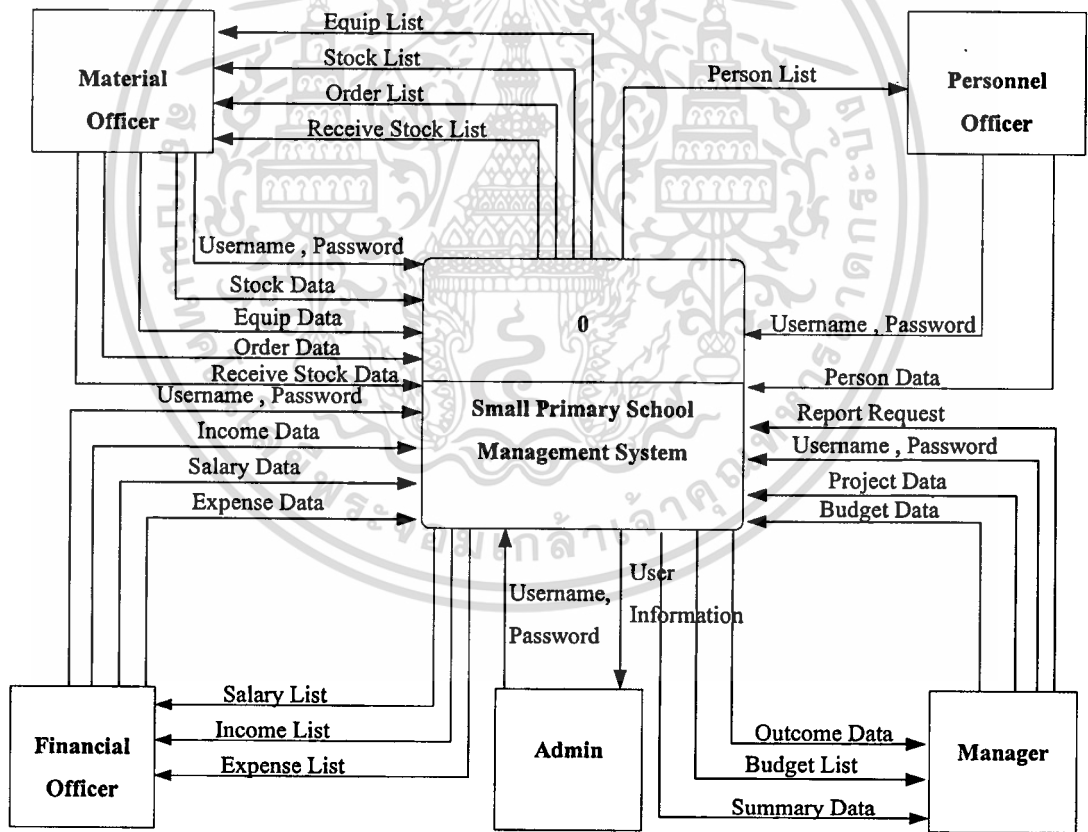 Equip List
Stock List
Order List
Receive Stock List
Material
Officer
Person List
Personnel
Officer
Username , Password
Stock Data
Equip Data
Order Data
Receive Stock Data
Username , Password
Income Data
Salary Data
Expense Data
0
Small Primary School
Management System
Username , Password
Person Data
Report Request
Username , Password
Project Data
Budget Data
Username,
Password
User
Information
Salary List
Income List
Expense List
Financial
Officer
Admin
Outcome Data
Budget List
Summary Data
Manager